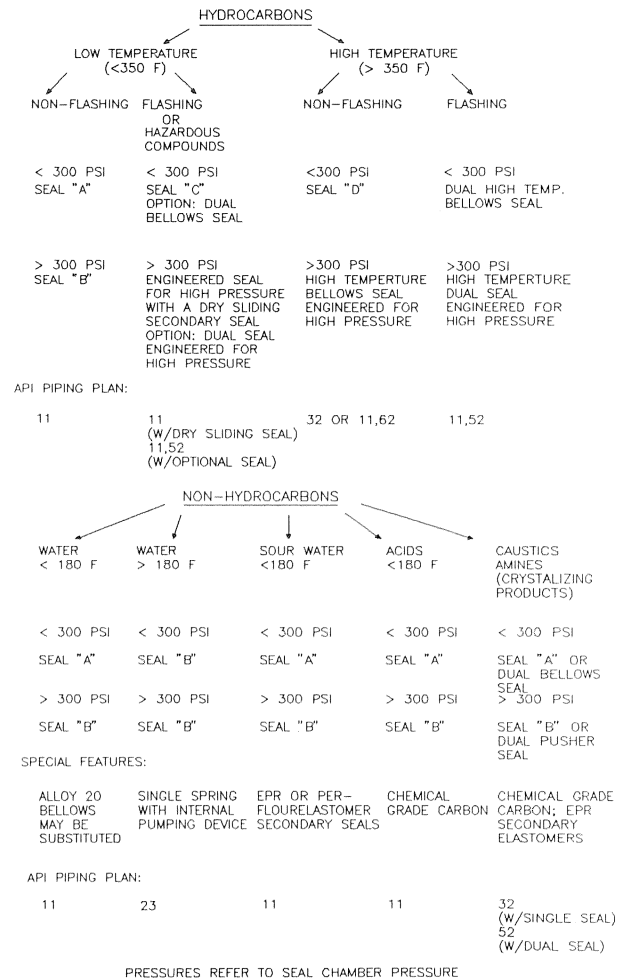 HYDROCARBONS
LOW TEMPERATURE
(<350 F)
HIGH TEMPERATURE
(> 350 F)
NON-FLASHING
FLASHING
OR
HAZARDOUS
COMPOUNDS
NON-FLASHING
FLASHING
< 300 PSI
SEAL "A"
< 300 PSI
SEAL "C"
OPTION: DUAL
BELLOWS SEAL
<300 PSI
SEAL "D"
< 300 PSI
DUAL HIGH TEMP.
BELLOWS SEAL
> 300 PSI
SEAL "B"
> 300 PSI
ENGINEERED SEAL
FOR HIGH PRESSURE
WITH A DRY SLIDING
SECONDARY SEAL
OPTION: DUAL SEAL
ENGINEERED FOR
HIGH PRESSURE
>300 PSI
HIGH TEMPERTURE
BELLOWS SEAL
ENGINEERED FOR
HIGH PRESSURE
>300 PSI
HIGH TEMPERTURE
DUAL SEAL
ENGINEERED FOR
HIGH PRESSURE
API PIPING PLAN:
11
11
(W/DRY SLIDING SEAL)
11,52
(W/OPTIONAL SEAL)
32 OR 11,62
11,52
NON-HYDROCARBONS
WATER
< 180 F
WATER
> 180 F
SOUR WATER
<180 F
ACIDS
<180 F
CAUSTICS
AMINES
(CRYSTALIZING
PRODUCTS)
< 300 PSI
< 300 PSI
< 300 PSI
< 300 PSI
< 300 PSI
SEAL "A"
SEAL "B"
SEAL "A"
SEAL "A"
SEAL "A" OR
DUAL BELLOWS
SEAL
> 300 PSI
> 300 PSI
> 300 PSI
> 300 PSI
> 300 PSI
SEAL "B"
SEAL "B"
SEAL "B"
SEAL "B"
SEAL "B" OR
DUAL PUSHER
SEAL
SPECIAL FEATURES:
ALLOY 20
BELLOWS
MAY BE
SUBSTITUTED
SINGLE SPRING
WITH INTERNAL
PUMPING DEVICE
EPR OR PER-
FLOURELASTOMER
SECONDARY SEALS
CHEMICAL
GRADE CARBON
CHEMICAL GRADE
CARBON; EPR
SECONDARY
ELASTOMERS
API PIPING PLAN:
11
23
11
11
32
(W/SINGLE SEAL)
52
(W/DUAL SEAL)
PRESSURES REFER TO SEAL CHAMBER PRESSURE